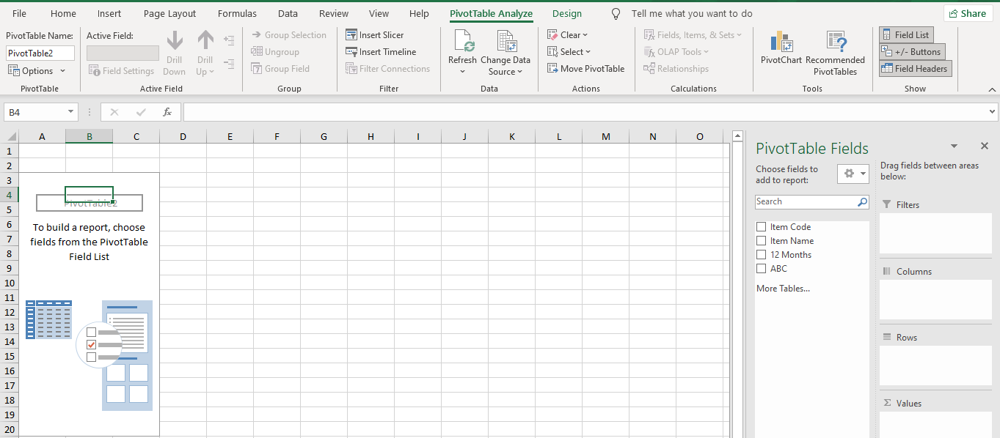 File Home Insert Page Layout Formulas Data Review View Help PivotTable Analyze Design Tell me what you want to do Share
PivotTable Name:
PivotTable2
Options
PivotTable
Active Field:
Field Settings
Drill Down
Drill Up
Active Field
Group Selection
Ungroup
Group Field
Group
Insert Slicer
Insert Timeline
Filter Connections
Filter
Refresh
Change Data
Source
Data
Clear
Select
Move PivotTable
Actions
Fields, Items, & Sets
OLAP Tools
Relationships
Calculations
PivotChart
Recommended
PivotTables
Tools
Field List
+/- Buttons
Field Headers
Show
B4
fx
A B C D E F G H I J K L M N O
1
2
3
4
5
6
7
8
9
10
11
12
13
14
15
16
17
18
19
20
PivotTable2
To build a report, choose
fields from the PivotTable
Field List
PivotTable Fields
Choose fields to
add to report:
Search
Item Code
Item Name
12 Months
ABC
More Tables...
Drag fields between areas
below:
Filters
Columns
Rows
Σ Values